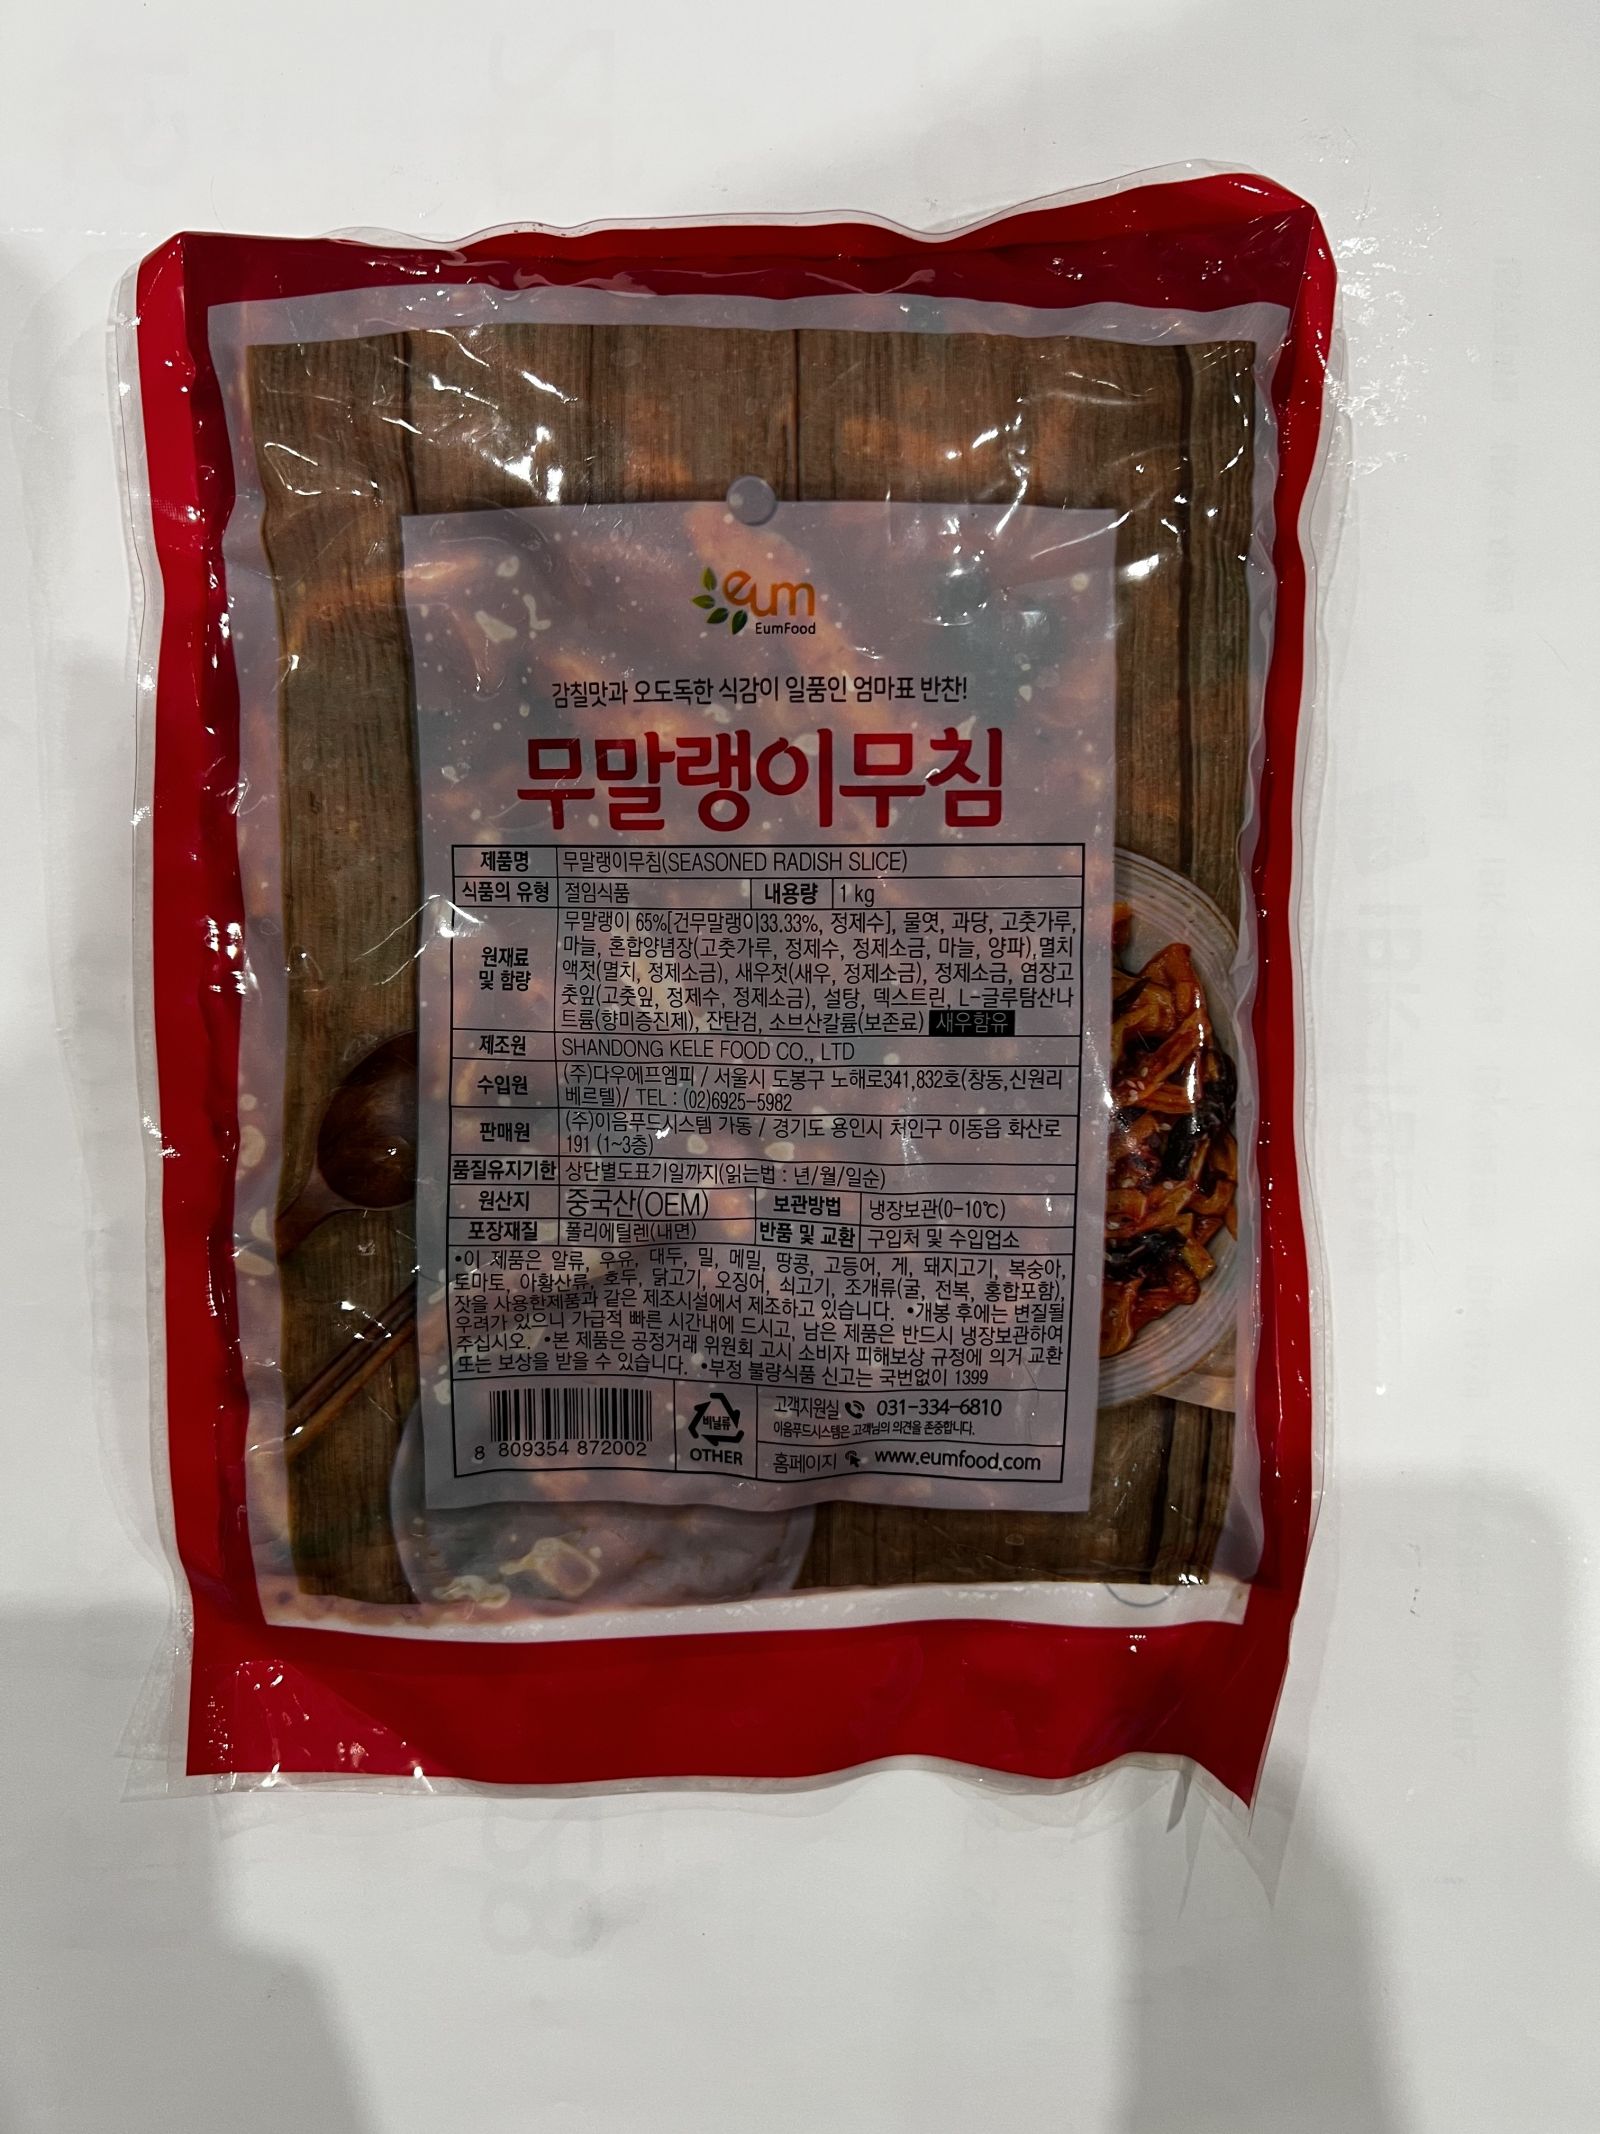 eum
EumFood
감칠맛과 오도독한 식감이 일품인 엄마표 반찬!
무말랭이무침
제품명 무말랭이무침(SEASONED RADISH SLICE)
식품의 유형 절임식품 내용량 1 kg
원재료 및 함량
무말랭이 65%[건무말랭이33.33%, 정제수], 물엿, 과당, 고춧가루,
마늘, 혼합양념장(고춧가루, 정제수, 정제소금, 마늘, 양파),멸치
액젓(멸치, 정제소금), 새우젓(새우, 정제소금), 정제소금, 염장고
춧잎(고춧잎, 정제수, 정제소금), 설탕, 덱스트린, L-글루탐산나
트륨(향미증진제), 잔탄검, 소브산칼륨(보존료) 새우함유
제조원 SHANDONG KELE FOOD CO., LTD
수입원 (주)다우에프엠피 / 서울시 도봉구 노해로341,832호(창동,신원리
베르텔)/ TEL : (02)6925-5982
판매원 (주)이음푸드시스템 가동 / 경기도 용인시 처인구 이동읍 화산로
191 (1~3층)
품질유지기한 상단별도표기일까지(읽는법 : 년/월/일순)
원산지 중국산(OEM) 보관방법 냉장보관(0-10℃)
포장재질 폴리에틸렌(내면) 반품 및 교환 구입처 및 수입업소
•이 제품은 알류, 우유, 대두, 밀, 메밀, 땅콩, 고등어, 게, 돼지고기, 복숭아,
토마토, 아황산류, 호두, 닭고기, 오징어, 쇠고기, 조개류(굴, 전복, 홍합포함),
잣을 사용한제품과 같은 제조시설에서 제조하고 있습니다. •개봉 후에는 변질될
우려가 있으니 가급적 빠른 시간내에 드시고, 남은 제품은 반드시 냉장보관하여
주십시오. •본 제품은 공정거래 위원회 고시 소비자 피해보상 규정에 의거 교환
또는 보상을 받을 수 있습니다. •부정 불량식품 신고는 국번없이 1399
8 809354 872002
비닐류
OTHER
고객지원실 031-334-6810
이음푸드시스템은 고객님의 의견을 존중합니다.
홈페이지 www.eumfood.com